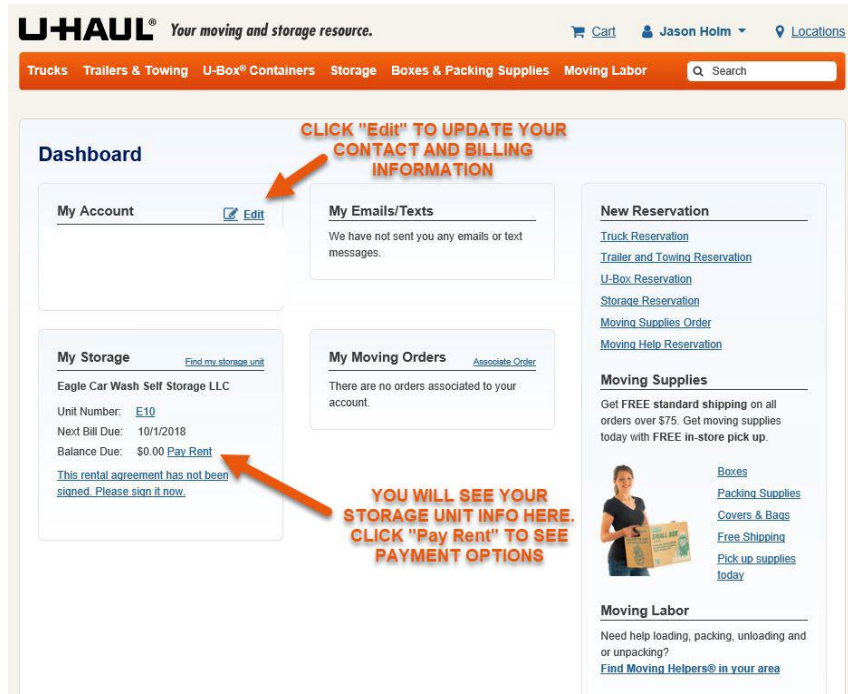 U-HAUL® Your moving and storage resource.
Cart Jason Holm Locations
Trucks Trailers & Towing U-Box® Containers Storage Boxes & Packing Supplies Moving Labor Search
CLICK "Edit" TO UPDATE YOUR
CONTACT AND BILLING
INFORMATION
Dashboard
My Account Edit
My Emails/Texts
We have not sent you any emails or text
messages.
My Storage Find my storage unit
Eagle Car Wash Self Storage LLC
Unit Number: E10
Next Bill Due: 10/1/2018
Balance Due: $0.00 Pay Rent
This rental agreement has not been
signed. Please sign it now.
My Moving Orders Associate Order
There are no orders associated to your
account.
YOU WILL SEE YOUR
STORAGE UNIT INFO HERE.
CLICK "Pay Rent" TO SEE
PAYMENT OPTIONS
New Reservation
Truck Reservation
Trailer and Towing Reservation
U-Box Reservation
Storage Reservation
Moving Supplies Order
Moving Help Reservation
Moving Supplies
Get FREE standard shipping on all
orders over $75. Get moving supplies
today with FREE in-store pick up.
SMALL BOX
Boxes
Packing Supplies
Covers & Bags
Free Shipping
Pick up supplies
today
Moving Labor
Need help loading, packing, unloading and
or unpacking?
Find Moving Helpers® in your area